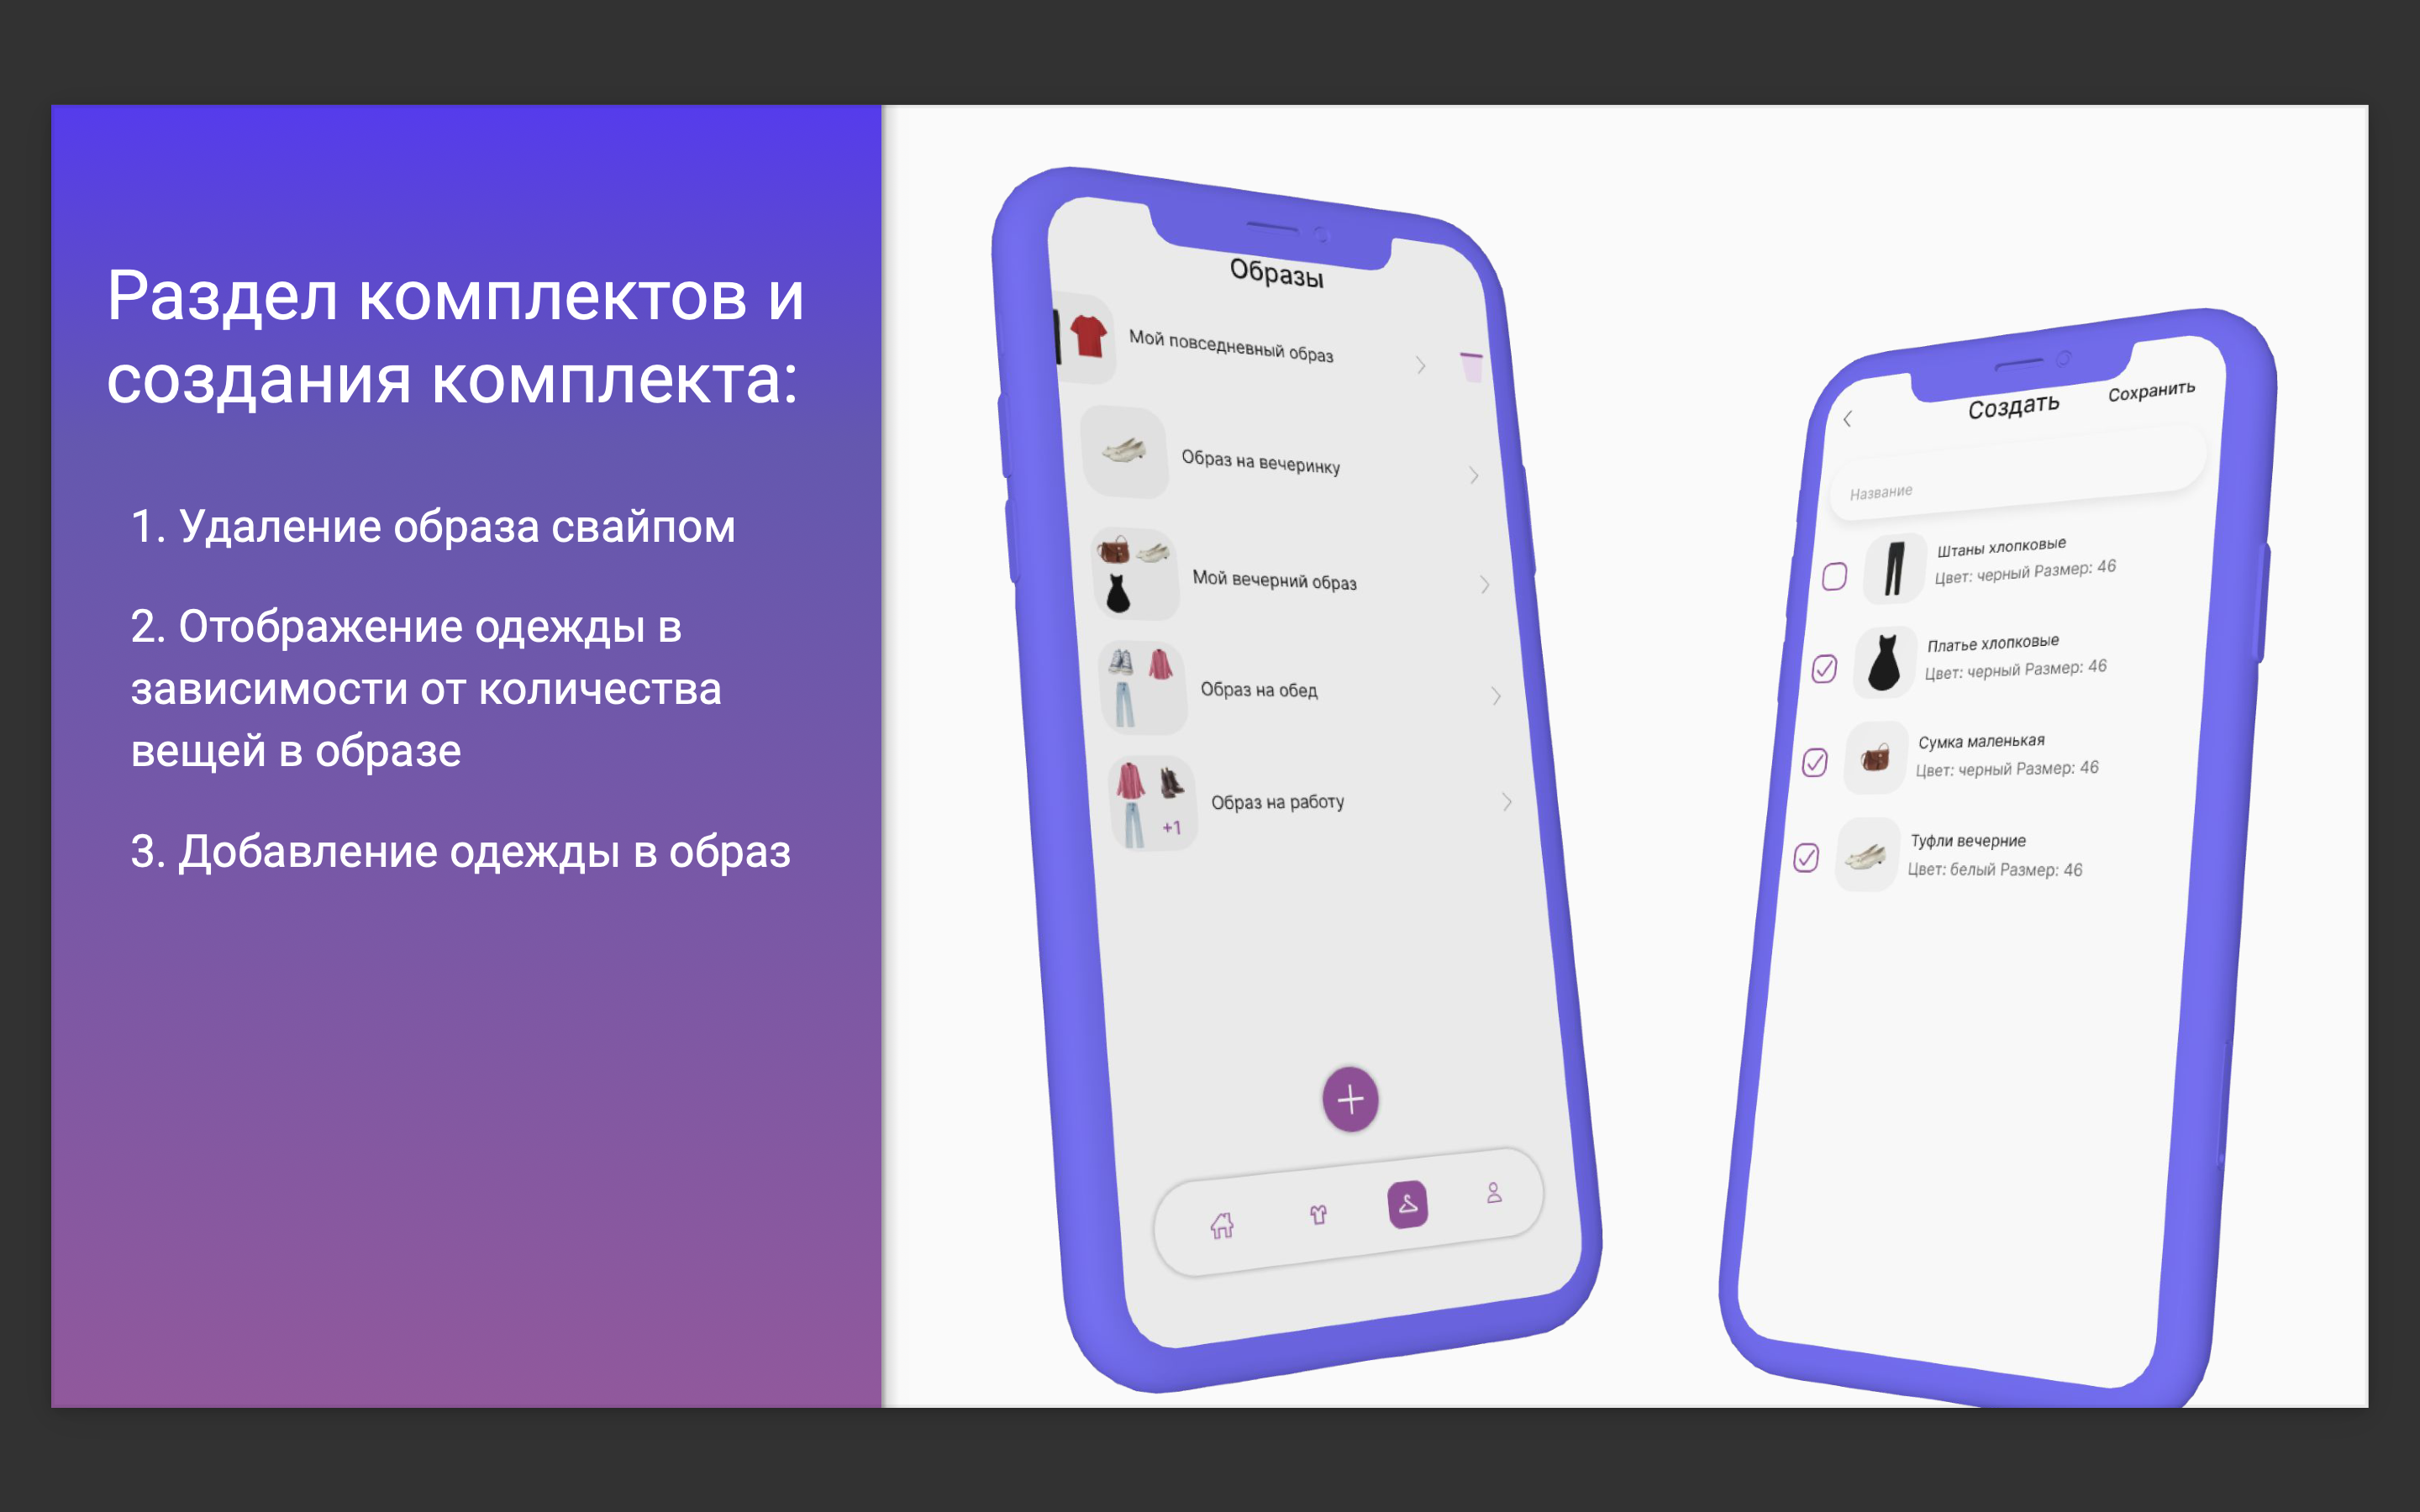 Раздел комплектов и
создания комплекта:
1. Удаление образа свайпом
2. Отображение одежды в
зависимости от количества
вещей в образе
3. Добавление одежды в образ
Образы
Мой повседневный образ
Образ на вечеринку
Мой вечерний образ
Образ на обед
Образ на работу
+1
Создать
Сохранить
Название
Штаны хлопковые
Цвет: черный Размер: 46
Платье хлопковые
Цвет: черный Размер: 46
Сумка маленькая
Цвет: черный Размер: 46
Туфли вечерние
Цвет: белый Размер: 46